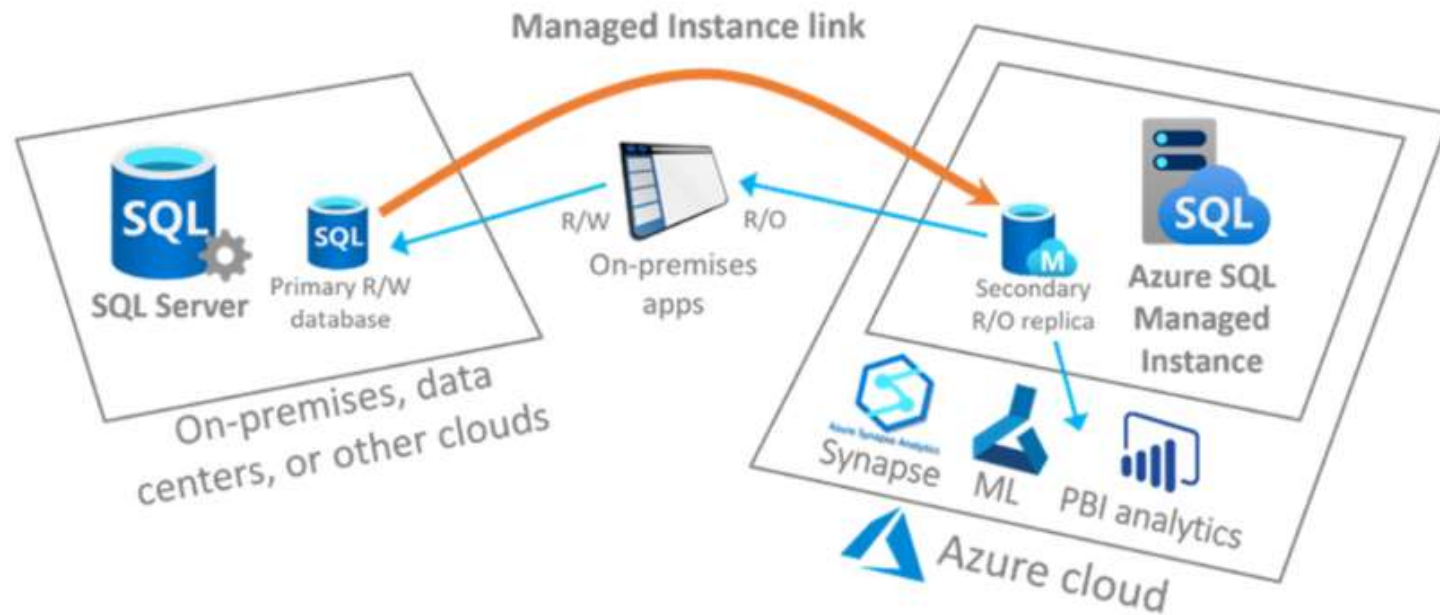 Managed Instance link
SQL
SQL Server
SQL
Primary R/W
database
On-premises, data
centers, or other clouds
R/W
R/O
On-premises
apps
M
Secondary
R/O replica
SQL
Azure SQL
Managed
Instance
Azure Synapse Analytics
Synapse
ML
PBI analytics
Azure cloud